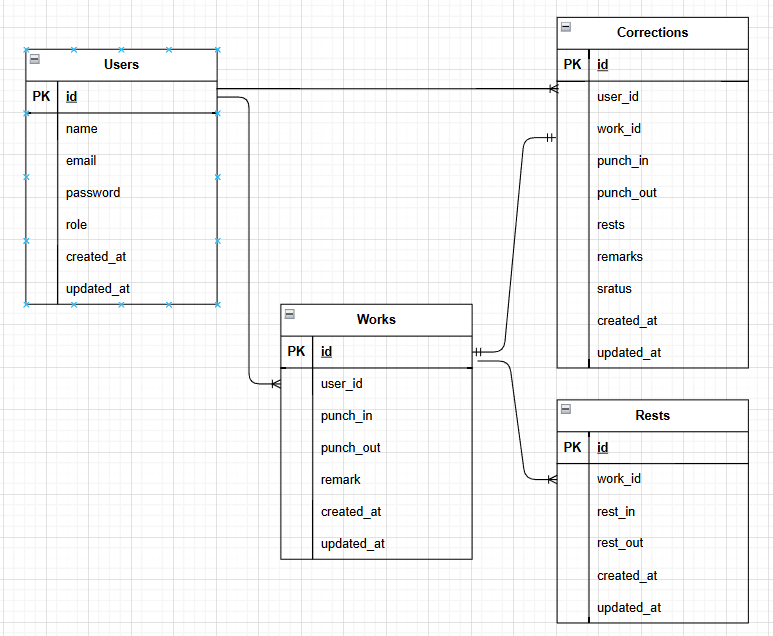 Users
PK id
name
email
password
role
created_at
updated_at
Works
PK id
user_id
punch_in
punch_out
remark
created_at
updated_at
Corrections
PK id
user_id
work_id
punch_in
punch_out
rests
remarks
sratus
created_at
updated_at
Rests
PK id
work_id
rest_in
rest_out
created_at
updated_at